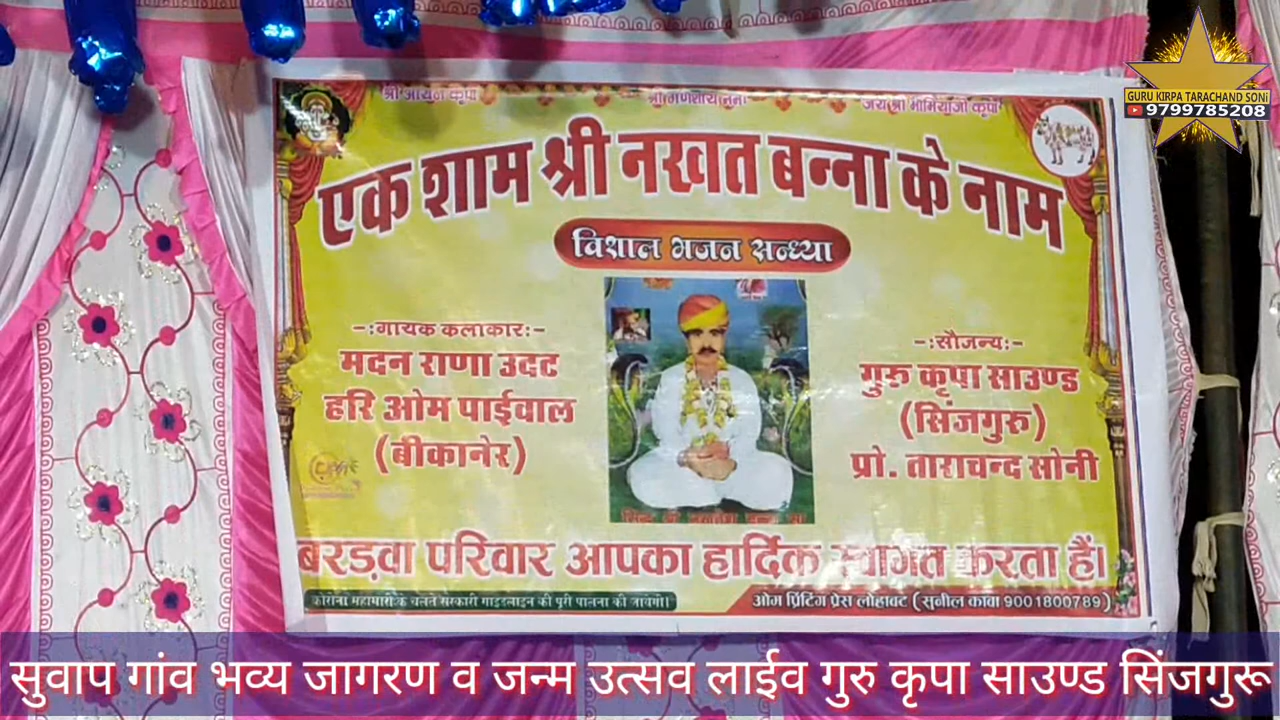 GURU KIRPA TARACHAND SONi
9799785208
श्री गणेशाय नमः
जय श्री भोमियाजी कृपा
एक शाम श्री नखत बन्ना के नाम
विशाल भजन सन्ध्या
-:गायक कलाकार:-
मदन राणा उदट
हरि ओम पाईवाल
(बीकानेर)
-:सौजन्य:-
गुरू कृपा साउण्ड
(सिंजगुरू)
प्रो. ताराचन्द सोनी
बरड़वा परिवार आपका हार्दिक स्वागत करता हैं।
कोरोना महामारी के चलते सरकारी गाइडलाइन की पूरी पालना की जायेगी।
ओम प्रिंटिग प्रेस लोहावट (सुनील कावा 9001800789)
सुवाप गांव भव्य जागरण व जन्म उत्सव लाईव गुरु कृपा साउण्ड सिंजगुरू